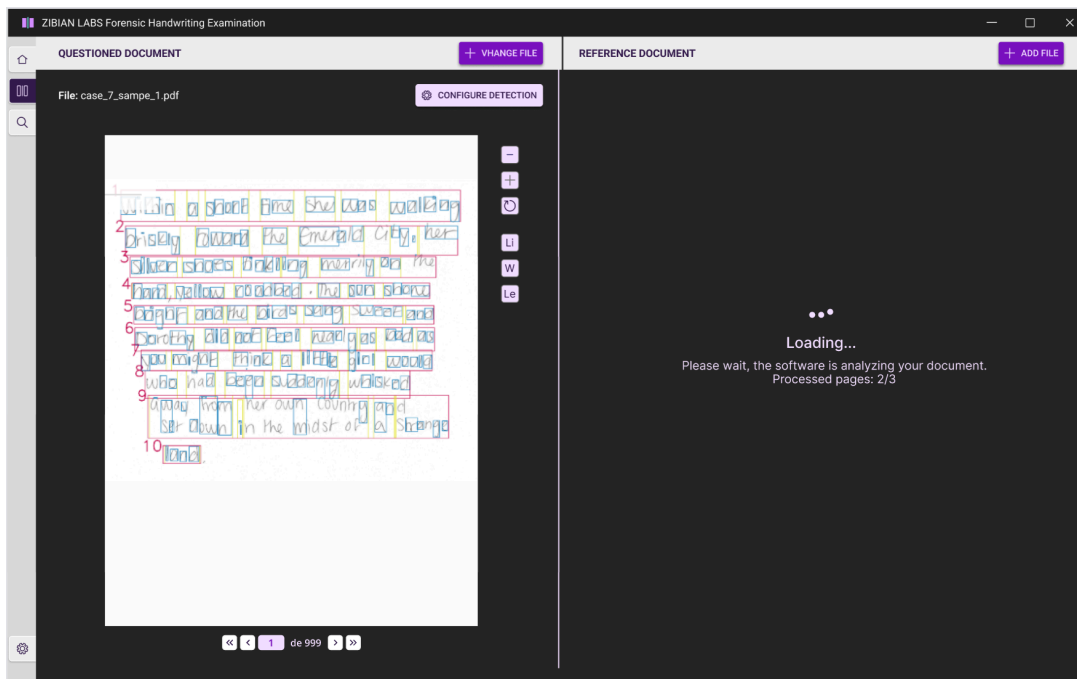 ZIBIAN LABS Forensic Handwriting Examination
QUESTIONED DOCUMENT
VHANGE FILE
REFERENCE DOCUMENT
ADD FILE
File: case_7_sampe_1.pdf
CONFIGURE DETECTION
1
Within a short time she was walking
2
briskly toward the Emerald City, her
3
silver shoes tinkling merrily on the
4
hard, yellow roadbed. The sun shone
5
bright and the birds sang sweet and
6
Dorothy did not feel nearly as bad as
7
you might think a little girl would
8
who had been suddenly whisked
9
away from her own country and
set down in the midst of a strange
10
land.
Li
W
Le
Loading...
Please wait, the software is analyzing your document.
Processed pages: 2/3
« ‹ 1 de 999 › »